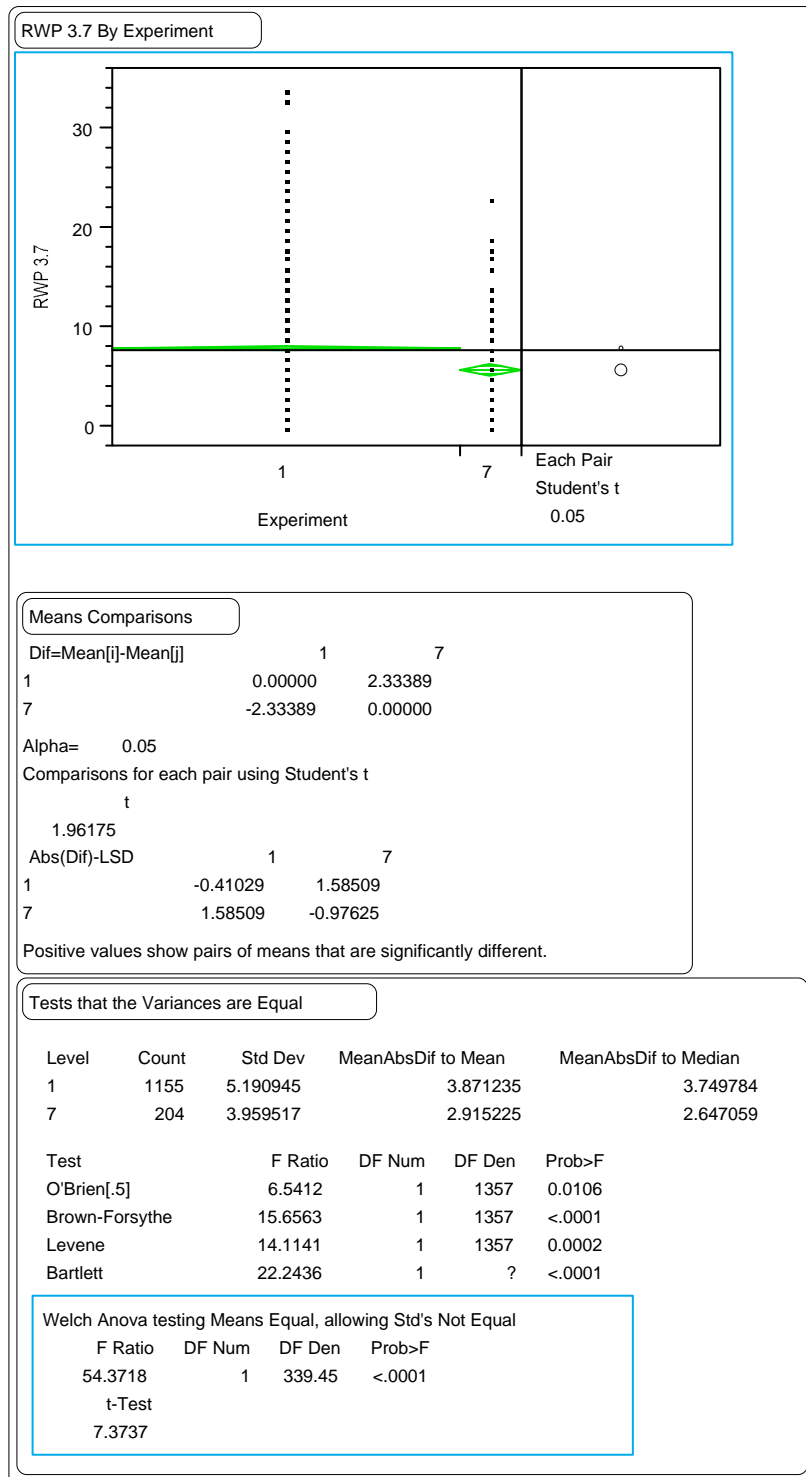 RWP 3.7 By Experiment
30
20
10
0
RWP 3.7
1 7
Experiment
Each Pair
Student's t
0.05
Means Comparisons
Dif=Mean[i]-Mean[j] 1 7
1 0.00000 2.33389
7 -2.33389 0.00000
Alpha= 0.05
Comparisons for each pair using Student's t
t
1.96175
Abs(Dif)-LSD 1 7
1 -0.41029 1.58509
7 1.58509 -0.97625
Positive values show pairs of means that are significantly different.
Tests that the Variances are Equal
Level Count Std Dev MeanAbsDif to Mean MeanAbsDif to Median
1 1155 5.190945 3.871235 3.749784
7 204 3.959517 2.915225 2.647059
Test F Ratio DF Num DF Den Prob>F
O'Brien[.5] 6.5412 1 1357 0.0106
Brown-Forsythe 15.6563 1 1357 <.0001
Levene 14.1141 1 1357 0.0002
Bartlett 22.2436 1 ? <.0001
Welch Anova testing Means Equal, allowing Std's Not Equal
F Ratio DF Num DF Den Prob>F
54.3718 1 339.45 <.0001
t-Test
7.3737